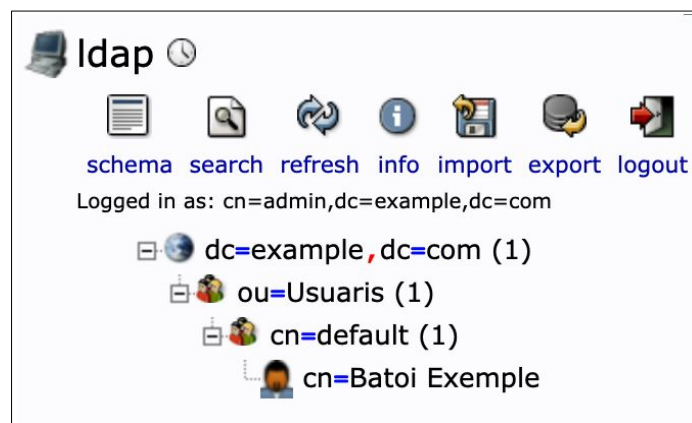 ldap
schema search refresh info import export logout
Logged in as: cn=admin,dc=example,dc=com
dc=example,dc=com (1)
ou=Usuaris (1)
cn=default (1)
cn=Batoi Exemple